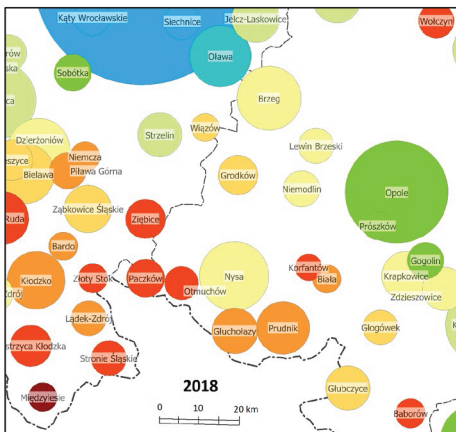 Kąty Wrocławskie
Siechnice
Jelcz-Laskowice
Wołczyn
Oława
Sobótka
Brzeg
Wiązów
Strzelin
Dzierżoniów
Lewin Brzeski
Niemcza
Piława Górna
Bielawa
Grodków
Niemodlin
Opole
Ząbkowice Śląskie
Ziębice
Ruda
Prószków
Bardo
Gogolin
Kłodzko
Złoty Stok
Paczków
Otmuchów
Nysa
Korfantów
Biała
Krapkowice
Zdzieszowice
Lądek-Zdrój
Głuchołazy
Prudnik
Głogówek
strzyca Kłodzka
Stronie Śląskie
Międzylesie
Głubczyce
Baborów
2018
0 10 20 km